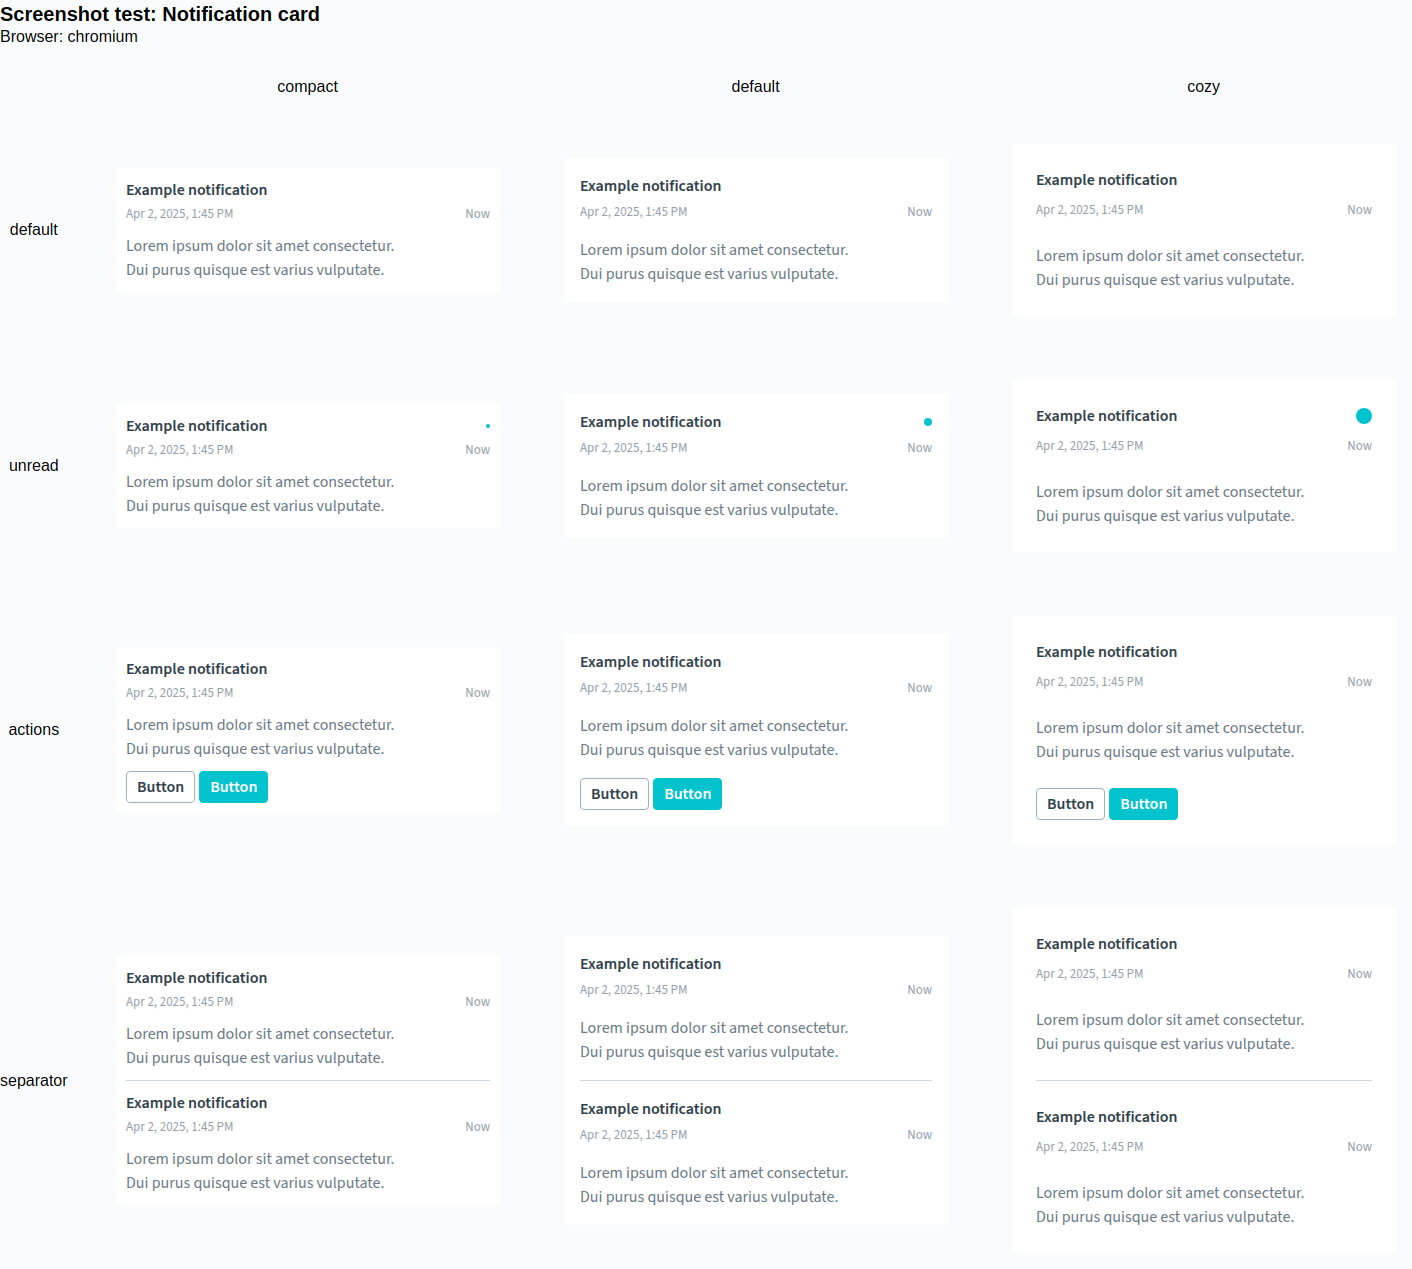 Screenshot test: Notification card
Browser: chromium
compact default cozy
default
Example notification
Apr 2, 2025, 1:45 PM Now
Lorem ipsum dolor sit amet consectetur.
Dui purus quisque est varius vulputate.
Example notification
Apr 2, 2025, 1:45 PM Now
Lorem ipsum dolor sit amet consectetur.
Dui purus quisque est varius vulputate.
Example notification
Apr 2, 2025, 1:45 PM Now
Lorem ipsum dolor sit amet consectetur.
Dui purus quisque est varius vulputate.
unread
Example notification
Apr 2, 2025, 1:45 PM Now
Lorem ipsum dolor sit amet consectetur.
Dui purus quisque est varius vulputate.
Example notification
Apr 2, 2025, 1:45 PM Now
Lorem ipsum dolor sit amet consectetur.
Dui purus quisque est varius vulputate.
Example notification
Apr 2, 2025, 1:45 PM Now
Lorem ipsum dolor sit amet consectetur.
Dui purus quisque est varius vulputate.
actions
Example notification
Apr 2, 2025, 1:45 PM Now
Lorem ipsum dolor sit amet consectetur.
Dui purus quisque est varius vulputate.
Button Button
Example notification
Apr 2, 2025, 1:45 PM Now
Lorem ipsum dolor sit amet consectetur.
Dui purus quisque est varius vulputate.
Button Button
Example notification
Apr 2, 2025, 1:45 PM Now
Lorem ipsum dolor sit amet consectetur.
Dui purus quisque est varius vulputate.
Button Button
separator
Example notification
Apr 2, 2025, 1:45 PM Now
Lorem ipsum dolor sit amet consectetur.
Dui purus quisque est varius vulputate.
Example notification
Apr 2, 2025, 1:45 PM Now
Lorem ipsum dolor sit amet consectetur.
Dui purus quisque est varius vulputate.
Example notification
Apr 2, 2025, 1:45 PM Now
Lorem ipsum dolor sit amet consectetur.
Dui purus quisque est varius vulputate.
Example notification
Apr 2, 2025, 1:45 PM Now
Lorem ipsum dolor sit amet consectetur.
Dui purus quisque est varius vulputate.
Example notification
Apr 2, 2025, 1:45 PM Now
Lorem ipsum dolor sit amet consectetur.
Dui purus quisque est varius vulputate.
Example notification
Apr 2, 2025, 1:45 PM Now
Lorem ipsum dolor sit amet consectetur.
Dui purus quisque est varius vulputate.